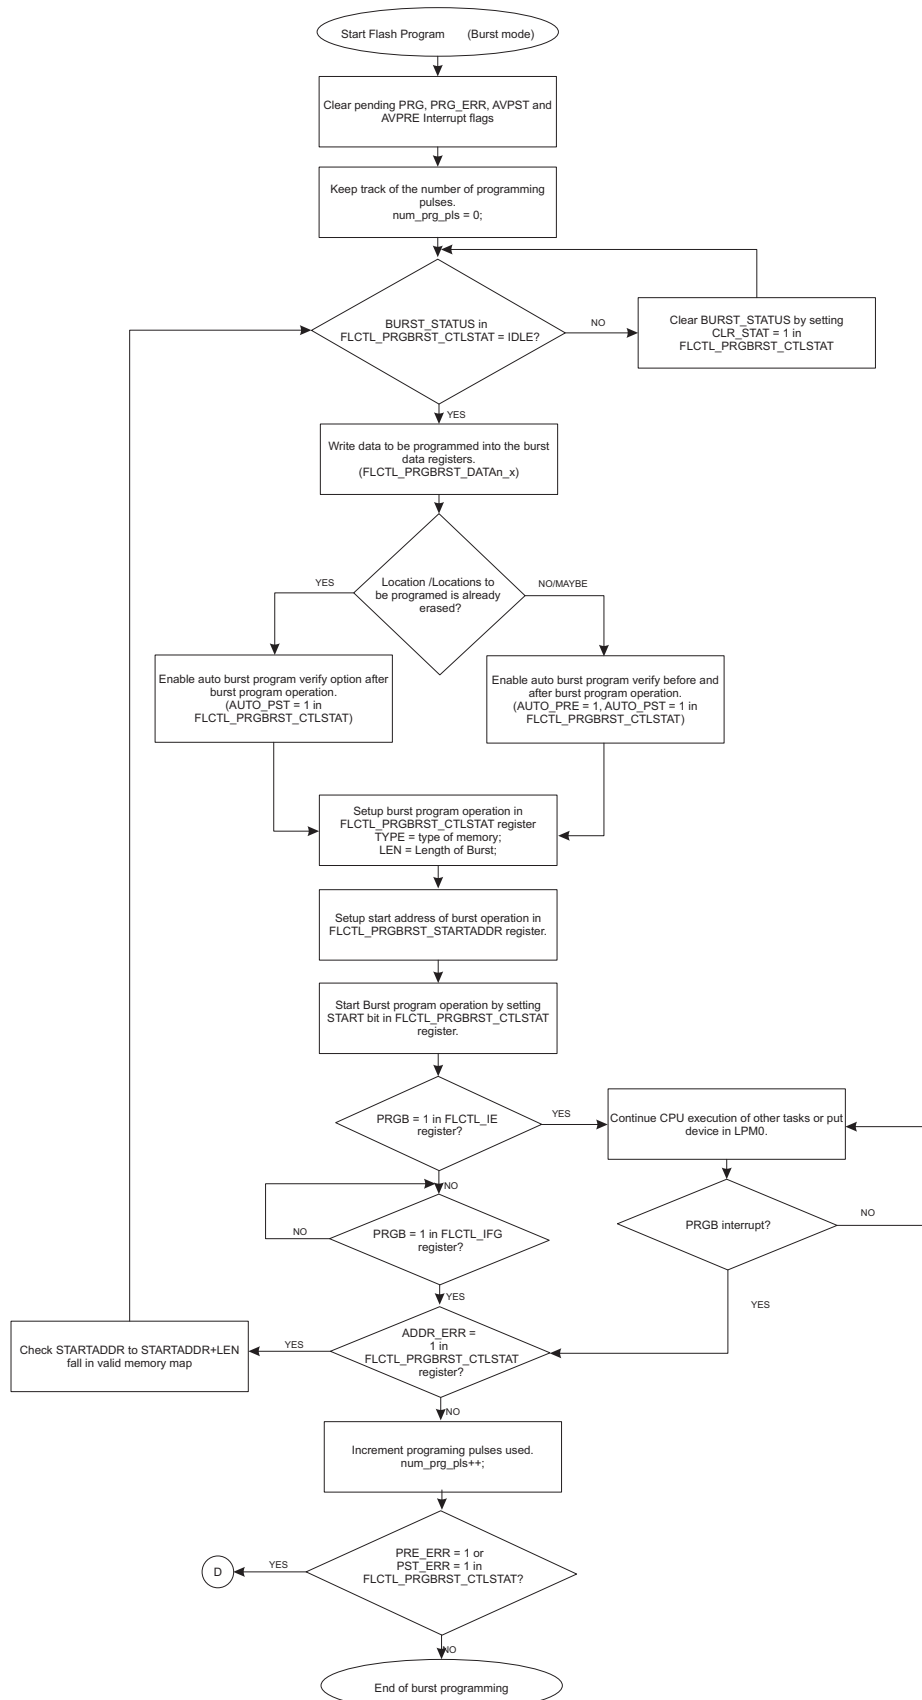 Start Flash Program (Burst mode)
Clear pending PRG, PRG_ERR, AVPST and
AVPRE Interrupt flags
Keep track of the number of programming
pulses.
num_prg_pls = 0;
BURST_STATUS in
FLCTL_PRGBRST_CTLSTAT = IDLE?
NO
Clear BURST_STATUS by setting
CLR_STAT = 1 in
FLCTL_PRGBRST_CTLSTAT
YES
Write data to be programmed into the burst
data registers.
(FLCTL_PRGBRST_DATAn_x)
Location /Locations to
be programed is already
erased?
YES
NO/MAYBE
Enable auto burst program verify option after
burst program operation.
(AUTO_PST = 1 in
FLCTL_PRGBRST_CTLSTAT)
Enable auto burst program verify before and
after burst program operation.
(AUTO_PRE = 1, AUTO_PST = 1 in
FLCTL_PRGBRST_CTLSTAT)
Setup burst program operation in
FLCTL_PRGBRST_CTLSTAT register
TYPE = type of memory;
LEN = Length of Burst;
Setup start address of burst operation in
FLCTL_PRGBRST_STARTADDR register.
Start Burst program operation by setting
START bit in FLCTL_PRGBRST_CTLSTAT
register.
PRGB = 1 in FLCTL_IE
register?
YES
Continue CPU execution of other tasks or put
device in LPM0.
NO
PRGB = 1 in FLCTL_IFG
register?
NO
PRGB interrupt?
NO
YES
YES
ADDR_ERR =
1 in
FLCTL_PRGBRST_CTLSTAT
register?
YES
Check STARTADDR to STARTADDR+LEN
fall in valid memory map
NO
Increment programing pulses used.
num_prg_pls++;
PRE_ERR = 1 or
PST_ERR = 1 in
FLCTL_PRGBRST_CTLSTAT?
YES
D
NO
End of burst programming